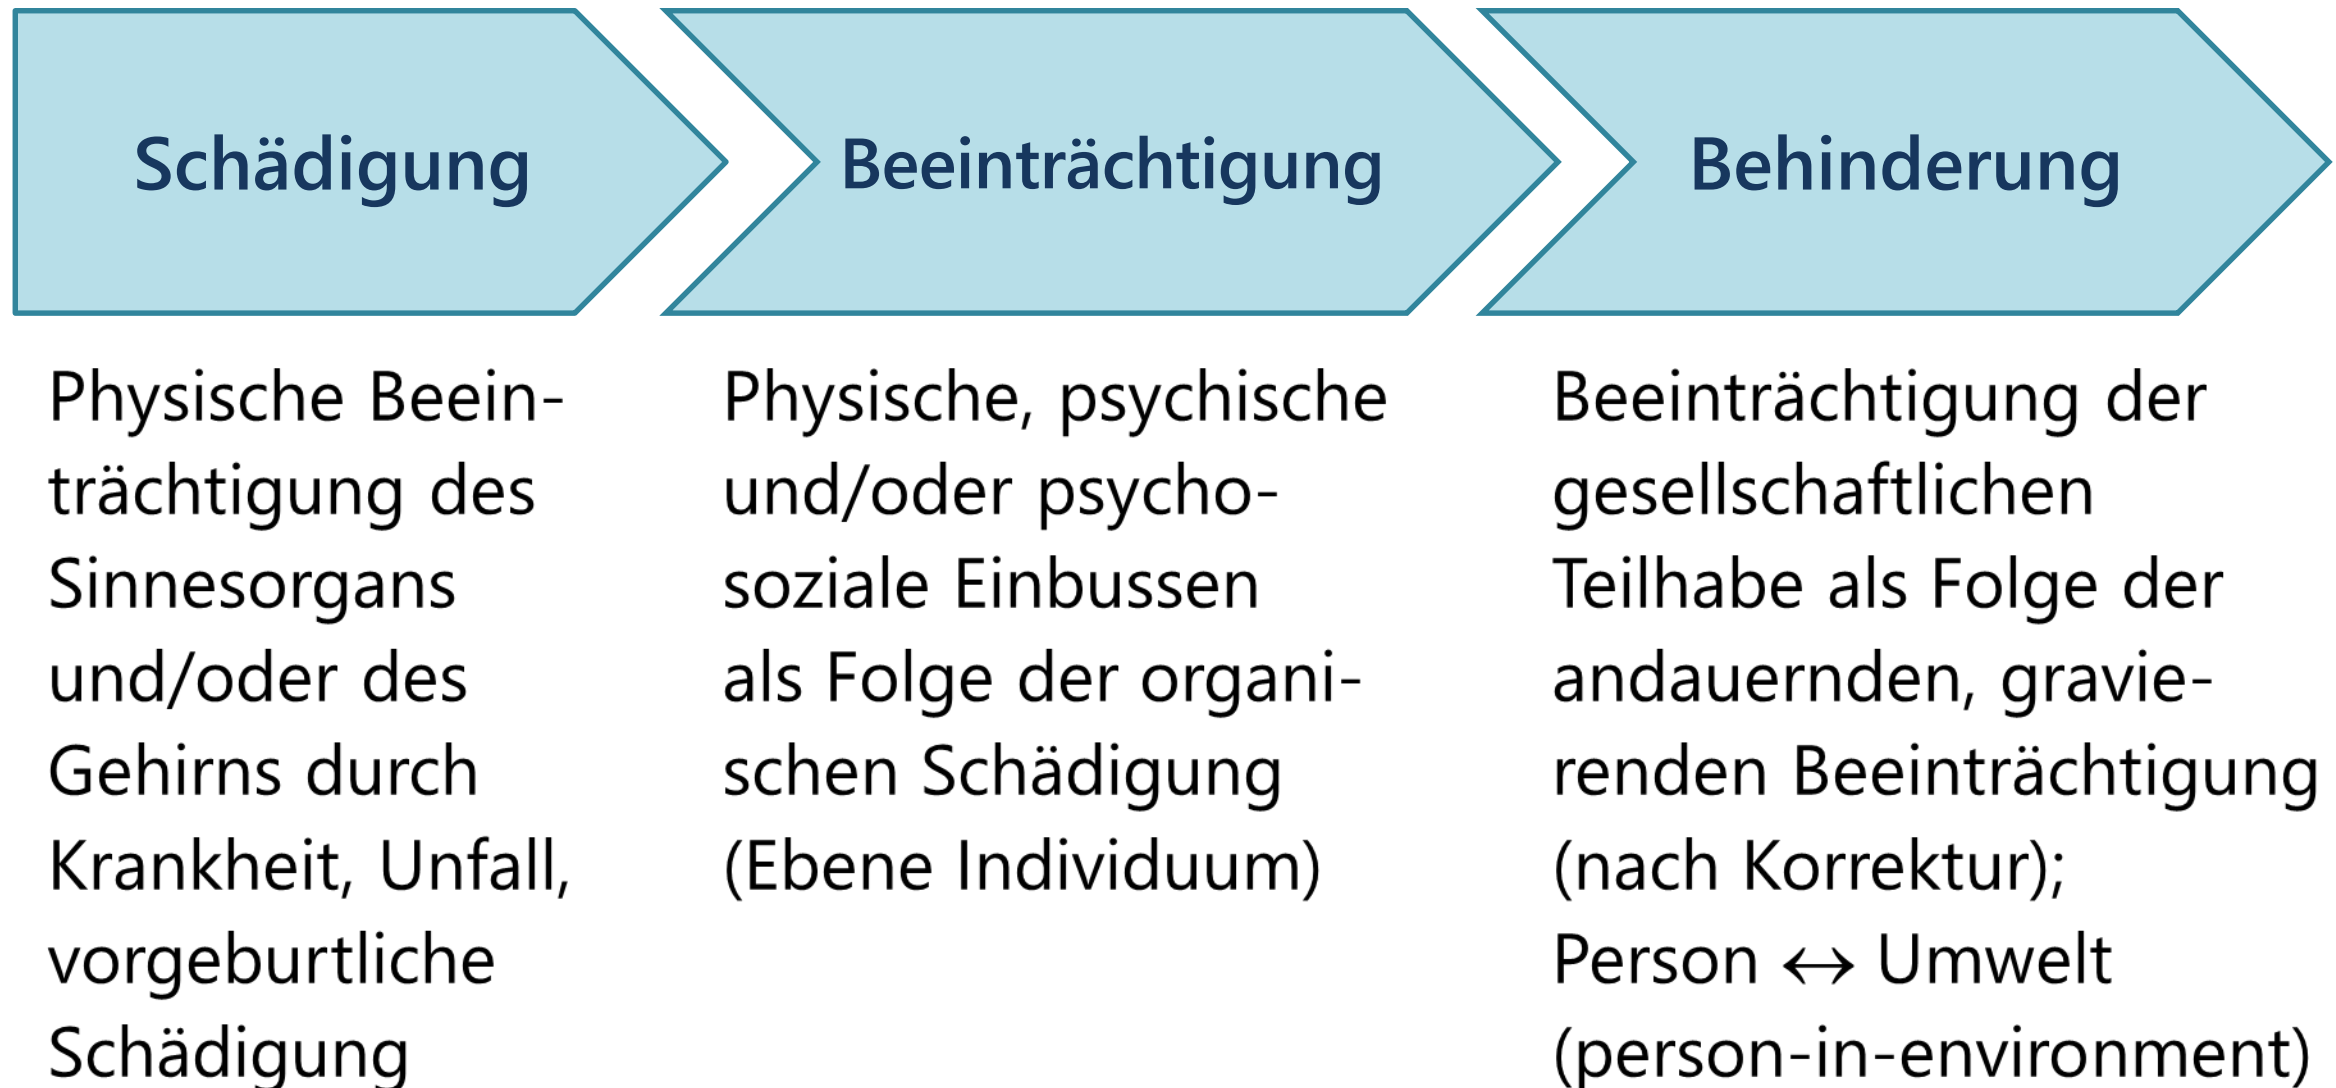 Schädigung
Beeinträchtigung
Behinderung
Physische Beein-
trächtigung des
Sinnesorgans
und/oder des
Gehirns durch
Krankheit, Unfall,
vorgeburtliche
Schädigung
Physische, psychische
und/oder psycho-
soziale Einbussen
als Folge der organi-
schen Schädigung
(Ebene Individuum)
Beeinträchtigung der
gesellschaftlichen
Teilhabe als Folge der
andauernden, gravie-
renden Beeinträchtigung
(nach Korrektur);
Person ↔ Umwelt
(person-in-environment)